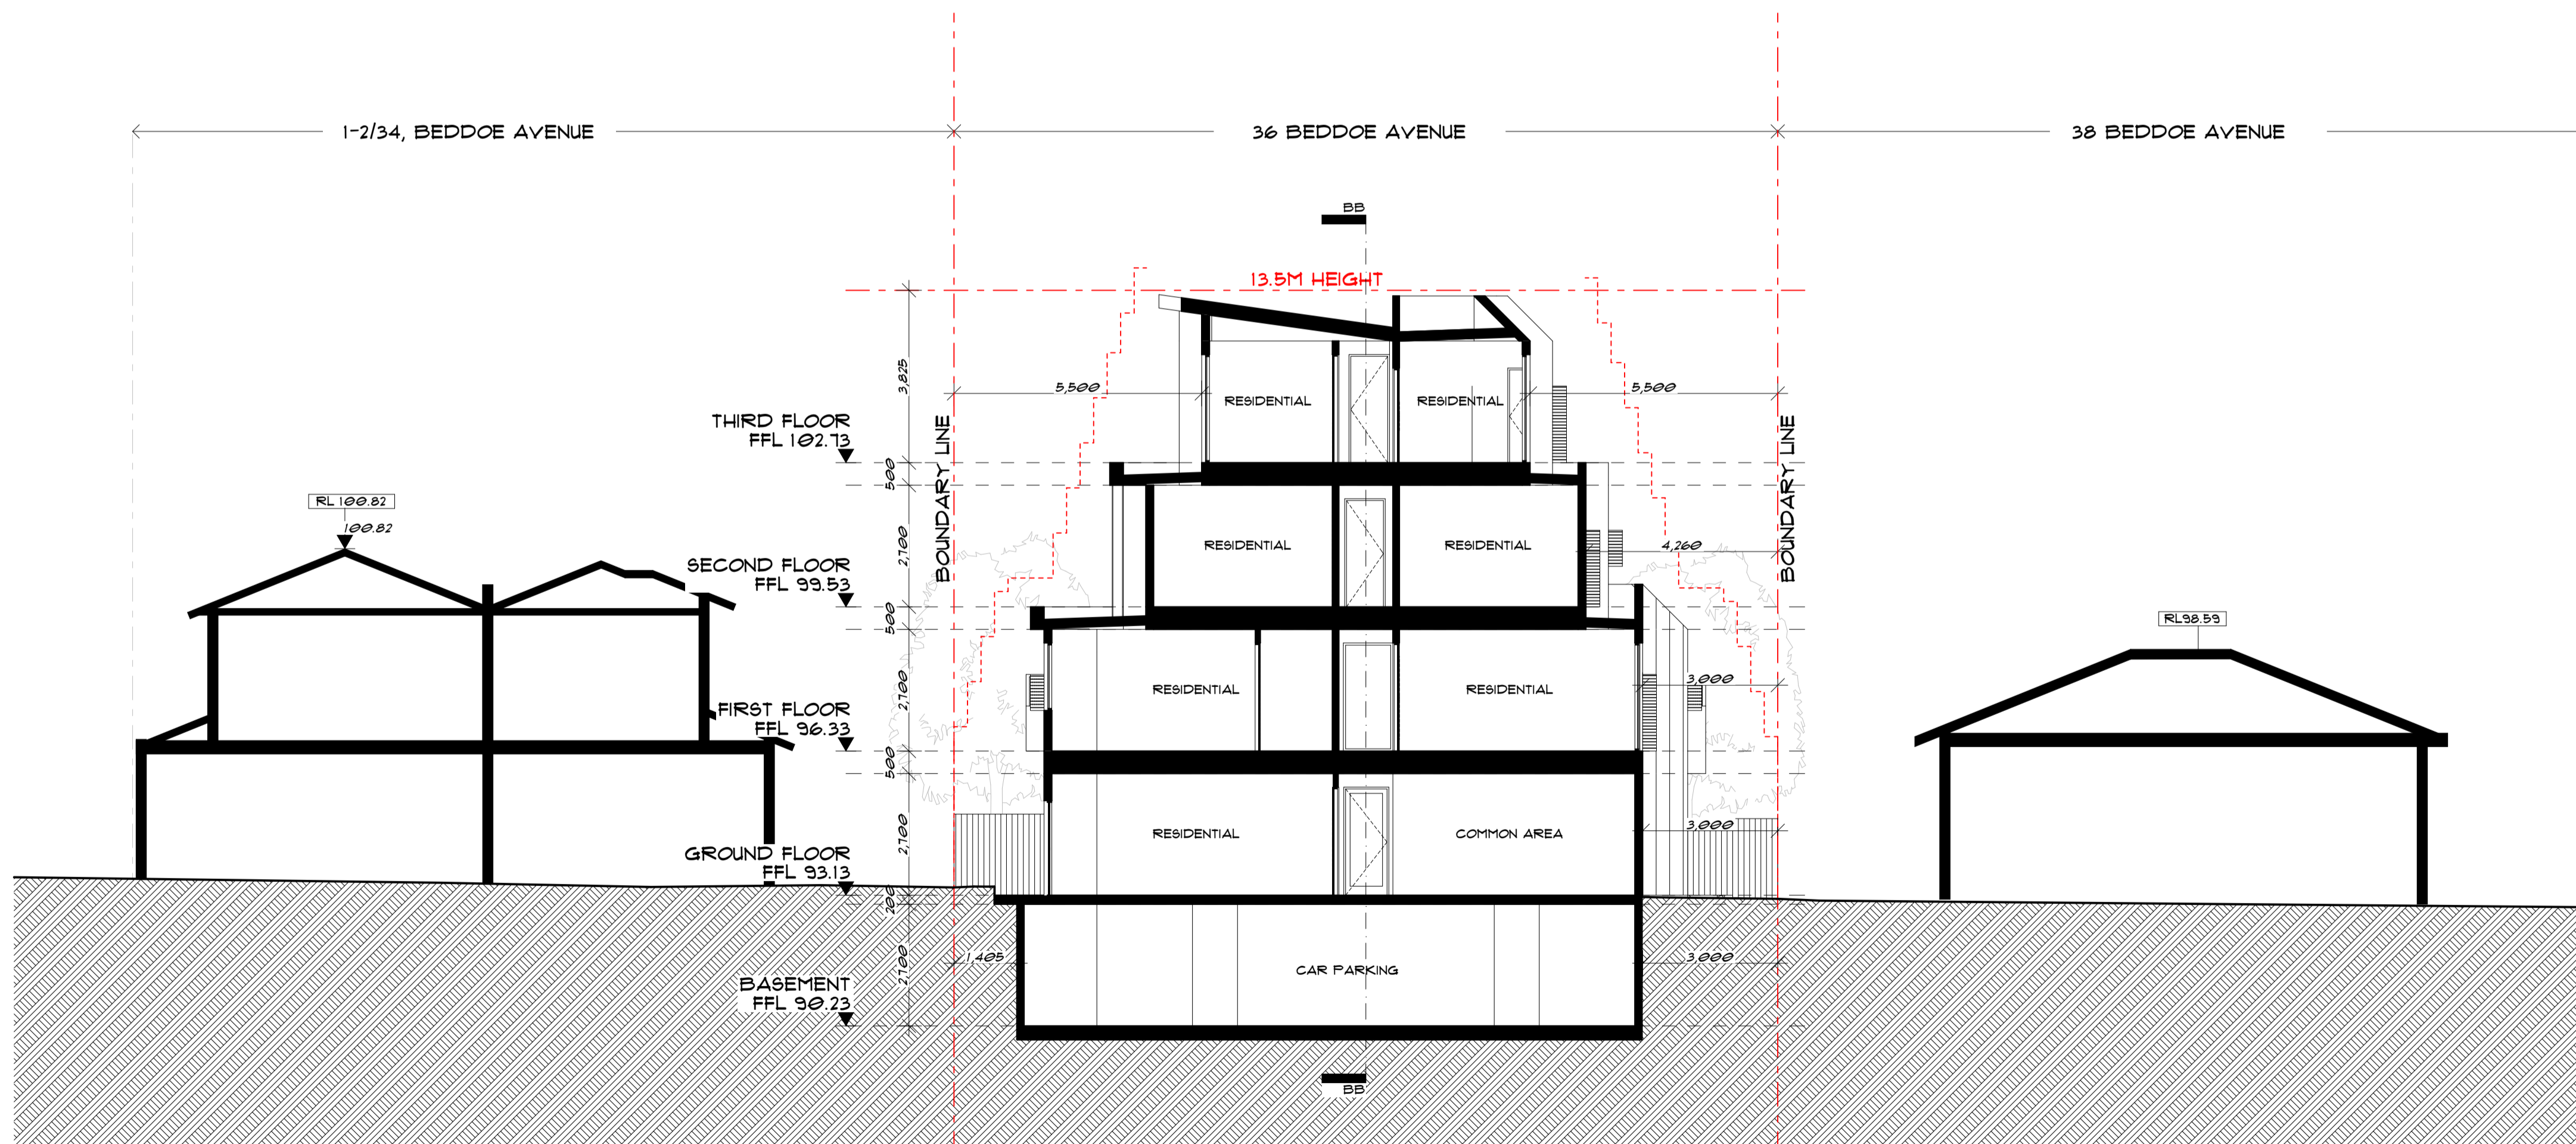 1-2/34, BEDDOE AVENUE
36 BEDDOE AVENUE
38 BEDDOE AVENUE
BB
13.5M HEIGHT
3,825
5,500
5,500
RESIDENTIAL
RESIDENTIAL
THIRD FLOOR
FFL 102.73
BOUNDARY LINE
BOUNDARY LINE
500
RL 100.82
100.82
2,700
RESIDENTIAL
RESIDENTIAL
4,260
SECOND FLOOR
FFL 99.53
500
RL98.59
2,700
RESIDENTIAL
RESIDENTIAL
3,000
FIRST FLOOR
FFL 96.33
500
2,700
RESIDENTIAL
COMMON AREA
3,000
GROUND FLOOR
FFL 93.13
200
2,700
1,405
CAR PARKING
3,000
BASEMENT
FFL 90.23
BB